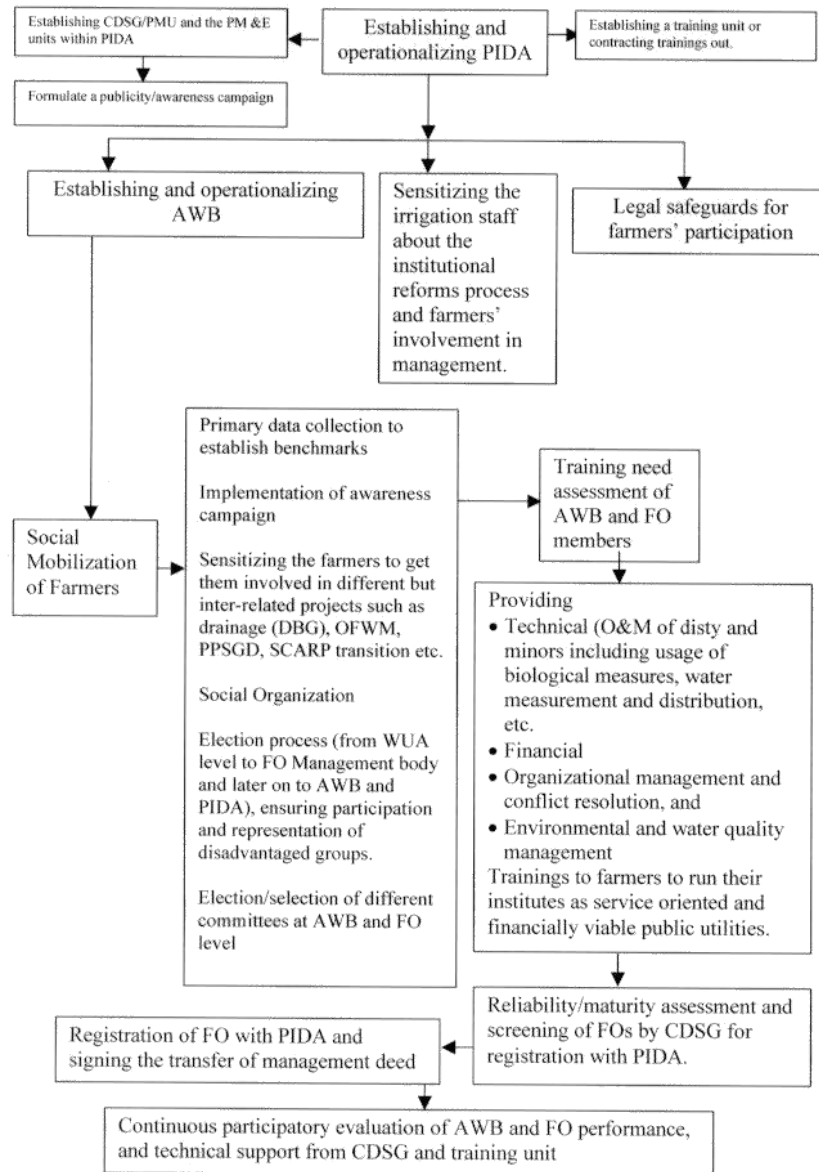 Establishing CDSG/PMU and the PM &E
units within PIDA
Establishing and
operationalizing PIDA
Establishing a training unit or
contracting trainings out.
Formulate a publicity/awareness campaign
Establishing and operationalizing
AWB
Sensitizing the
irrigation staff
about the
institutional
reforms process
and farmers'
involvement in
management.
Legal safeguards for
farmers' participation
Social
Mobilization
of Farmers
Primary data collection to
establish benchmarks
Implementation of awareness
campaign
Sensitizing the farmers to get
them involved in different but
inter-related projects such as
drainage (DBG), OFWM,
PPSGD, SCARP transition etc.
Social Organization
Election process (from WUA
level to FO Management body
and later on to AWB and
PIDA), ensuring participation
and representation of
disadvantaged groups.
Election/selection of different
committees at AWB and FO
level
Training need
assessment of
AWB and FO
members
Providing
• Technical (O&M of disty and
minors including usage of
biological measures, water
measurement and distribution,
etc.
• Financial
• Organizational management and
conflict resolution, and
• Environmental and water quality
management
Trainings to farmers to run their
institutes as service oriented and
financially viable public utilities.
Reliability/maturity assessment and
screening of FOs by CDSG for
registration with PIDA.
Registration of FO with PIDA and
signing the transfer of management deed
Continuous participatory evaluation of AWB and FO performance,
and technical support from CDSG and training unit